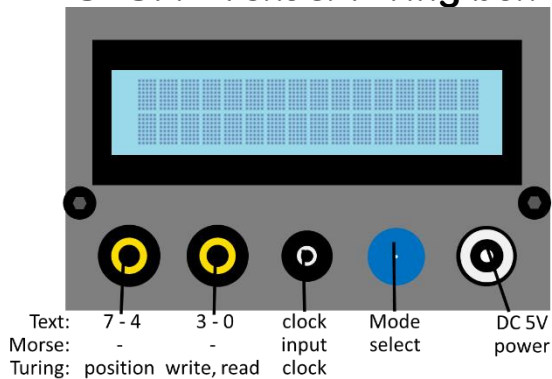 Text: 7 - 4 3 - 0 clock Mode DC 5V
Morse: - - input select power
Turing: position write, read clock